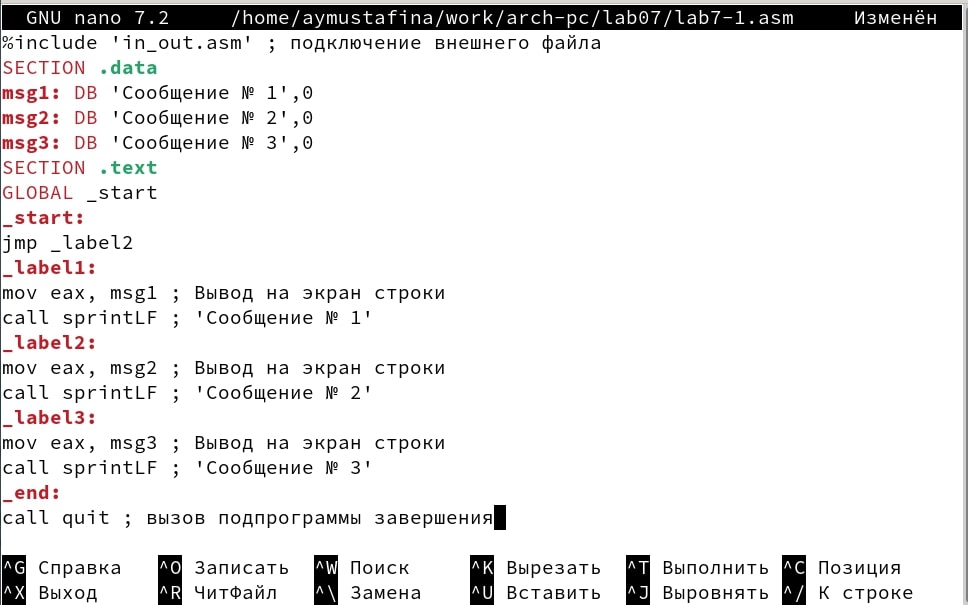 GNU nano 7.2 /home/aymustafina/work/arch-pc/lab07/lab7-1.asm Изменён
%include 'in_out.asm' ; подключение внешнего файла
SECTION .data
msg1: DB 'Сообщение № 1',0
msg2: DB 'Сообщение № 2',0
msg3: DB 'Сообщение № 3',0
SECTION .text
GLOBAL _start
_start:
jmp _label2
_label1:
mov eax, msg1 ; Вывод на экран строки
call sprintLF ; 'Сообщение № 1'
_label2:
mov eax, msg2 ; Вывод на экран строки
call sprintLF ; 'Сообщение № 2'
_label3:
mov eax, msg3 ; Вывод на экран строки
call sprintLF ; 'Сообщение № 3'
_end:
call quit ; вызов подпрограммы завершения
^G Справка ^O Записать ^W Поиск ^K Вырезать ^T Выполнить ^C Позиция
^X Выход ^R ЧитФайл ^\ Замена ^U Вставить ^J Выровнять ^/ К строке